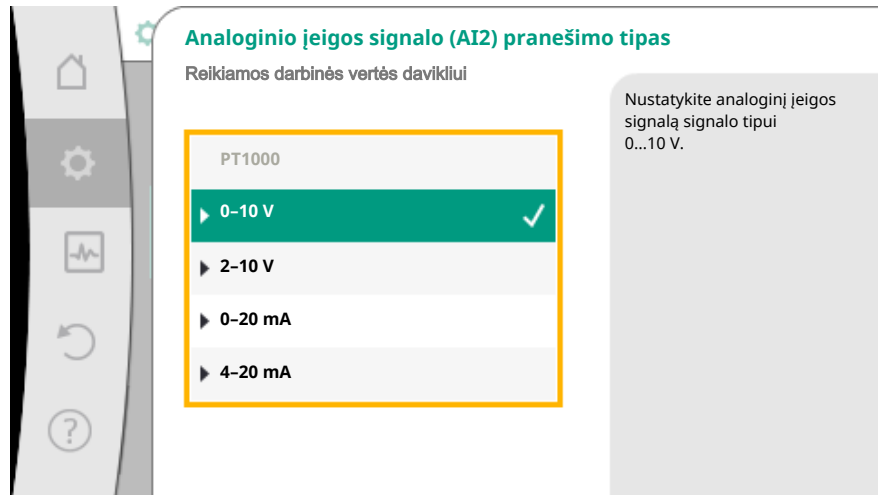 Analoginio įeigos signalo (AI2) pranešimo tipas
Reikiamos darbinės vertės davikliui
PT1000
0–10 V
2–10 V
0–20 mA
4–20 mA
Nustatykite analoginį įeigos
signalą signalo tipui
0...10 V.